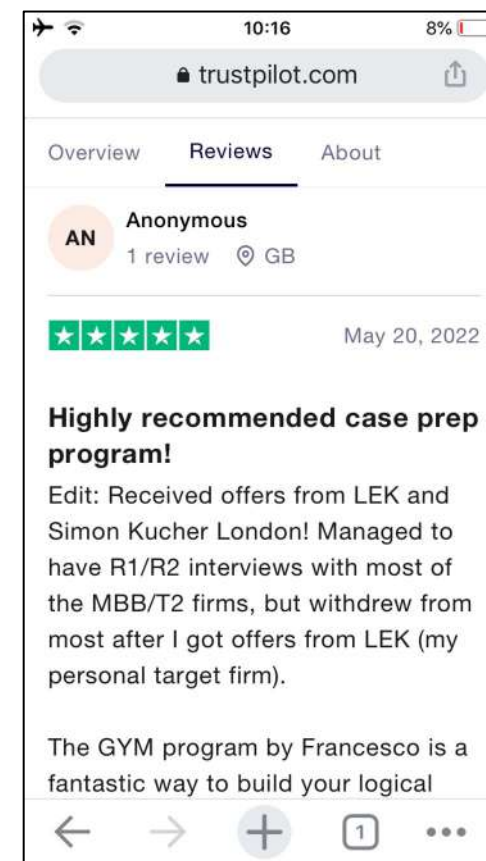 10:16
8%
trustpilot.com
Overview Reviews About
AN
Anonymous
1 review GB
May 20, 2022
Highly recommended case prep
program!
Edit: Received offers from LEK and
Simon Kucher London! Managed to
have R1/R2 interviews with most of
the MBB/T2 firms, but withdrew from
most after I got offers from LEK (my
personal target firm).
The GYM program by Francesco is a
fantastic way to build your logical
1